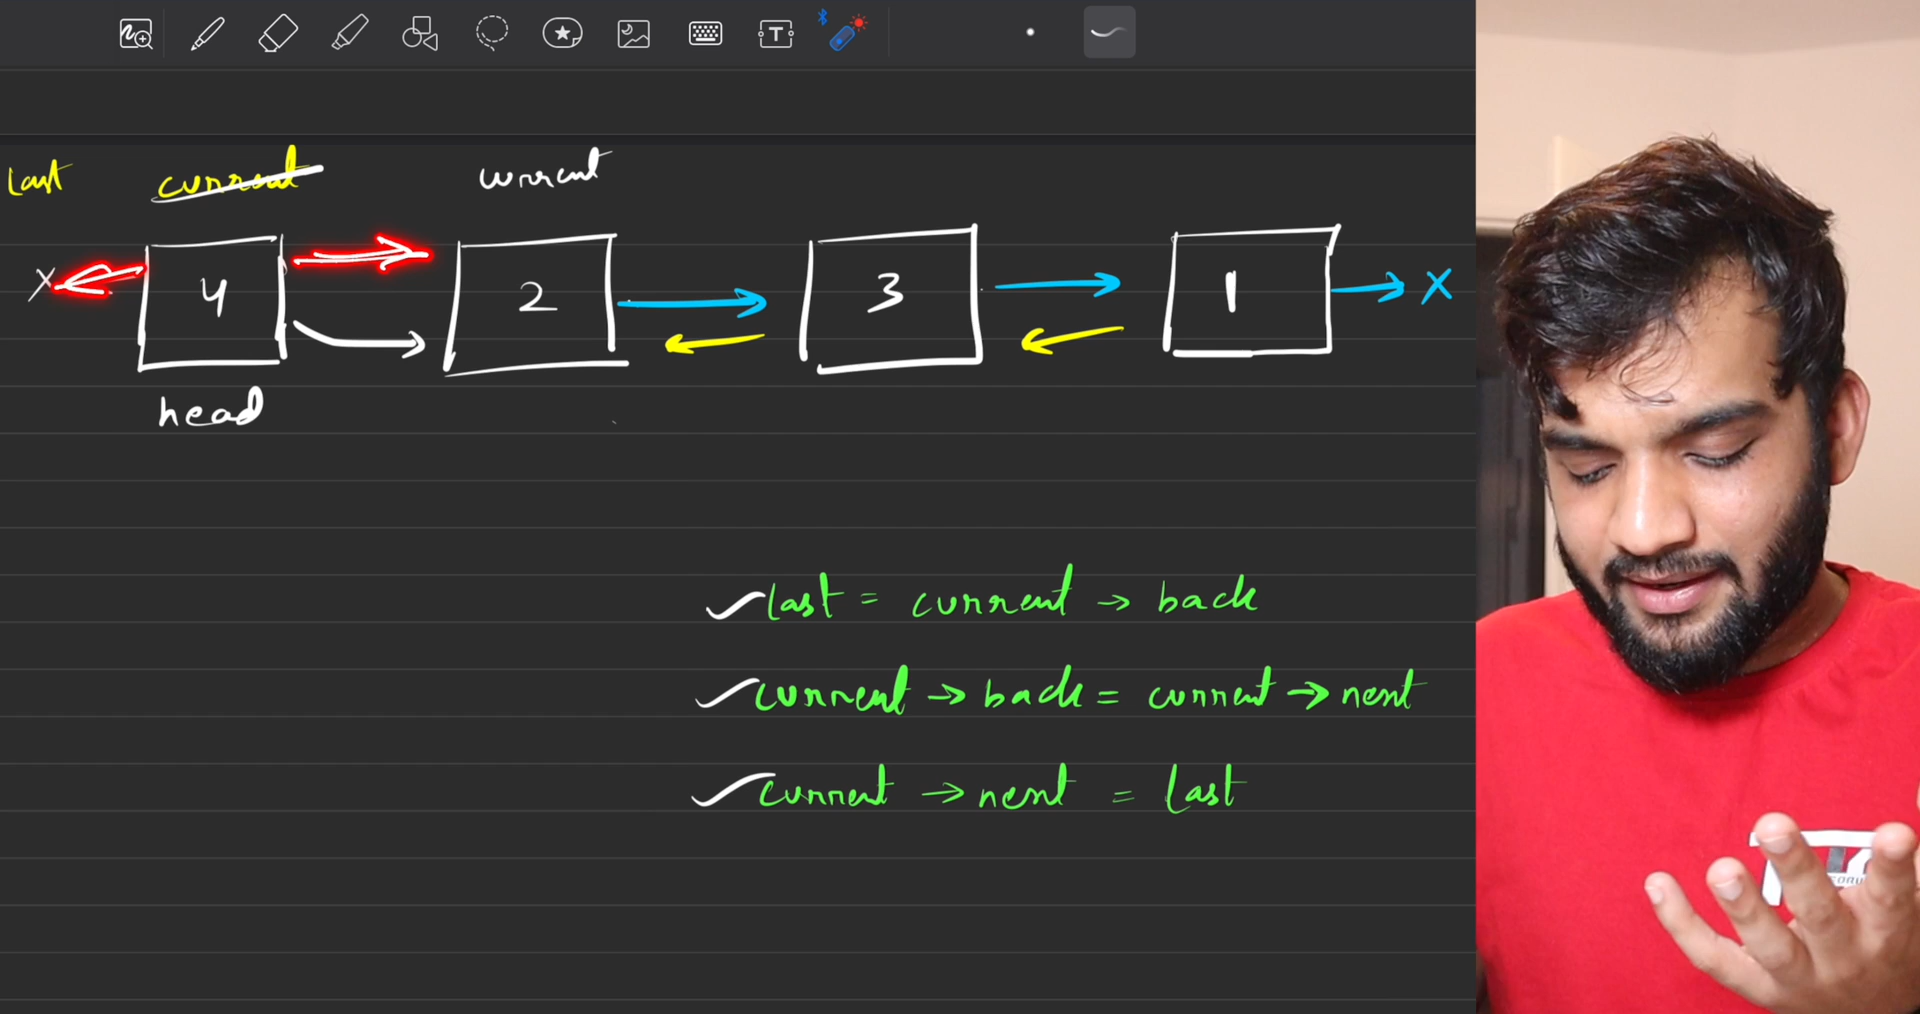 Last current current
X 4 2 3 1 X
head
last = current → back
current → back = current → next
current → next = last